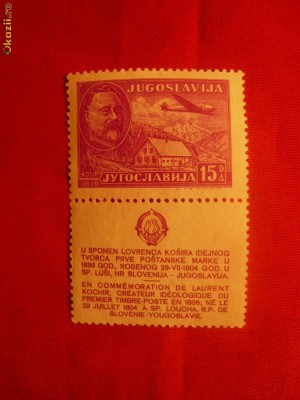 Okazii.ro
JUGOSLAVIJA
15 D
ЈУГОСЛАВИЈА
U SPOMEN LOVRENCA KOŠIRA IDEJNOG
TVORCA PRVE POŠTANSKE MARKE U
1836 GOD., ROĐENOG 29-VII-1804 GOD. U
SP. LUŠI, NR SLOVENIJA - JUGOSLAVIJA.
EN COMMÉMORATION DE LAURENT
KOCHIR, CRÉATEUR IDÉOLOGIQUE DU
PREMIER TIMBRE-POSTE EN 1836; NÉ LE
29 JUILLET 1804 À SP. LOUCHA, R.P. DE
SLOVÉNIE-YOUGOSLAVIE.